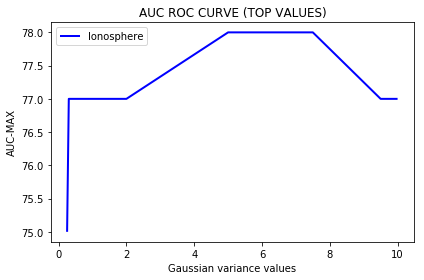 AUC ROC CURVE (TOP VALUES)
Ionosphere
78.0
77.5
77.0
76.5
76.0
75.5
75.0
AUC-MAX
0 2 4 6 8 10
Gaussian variance values